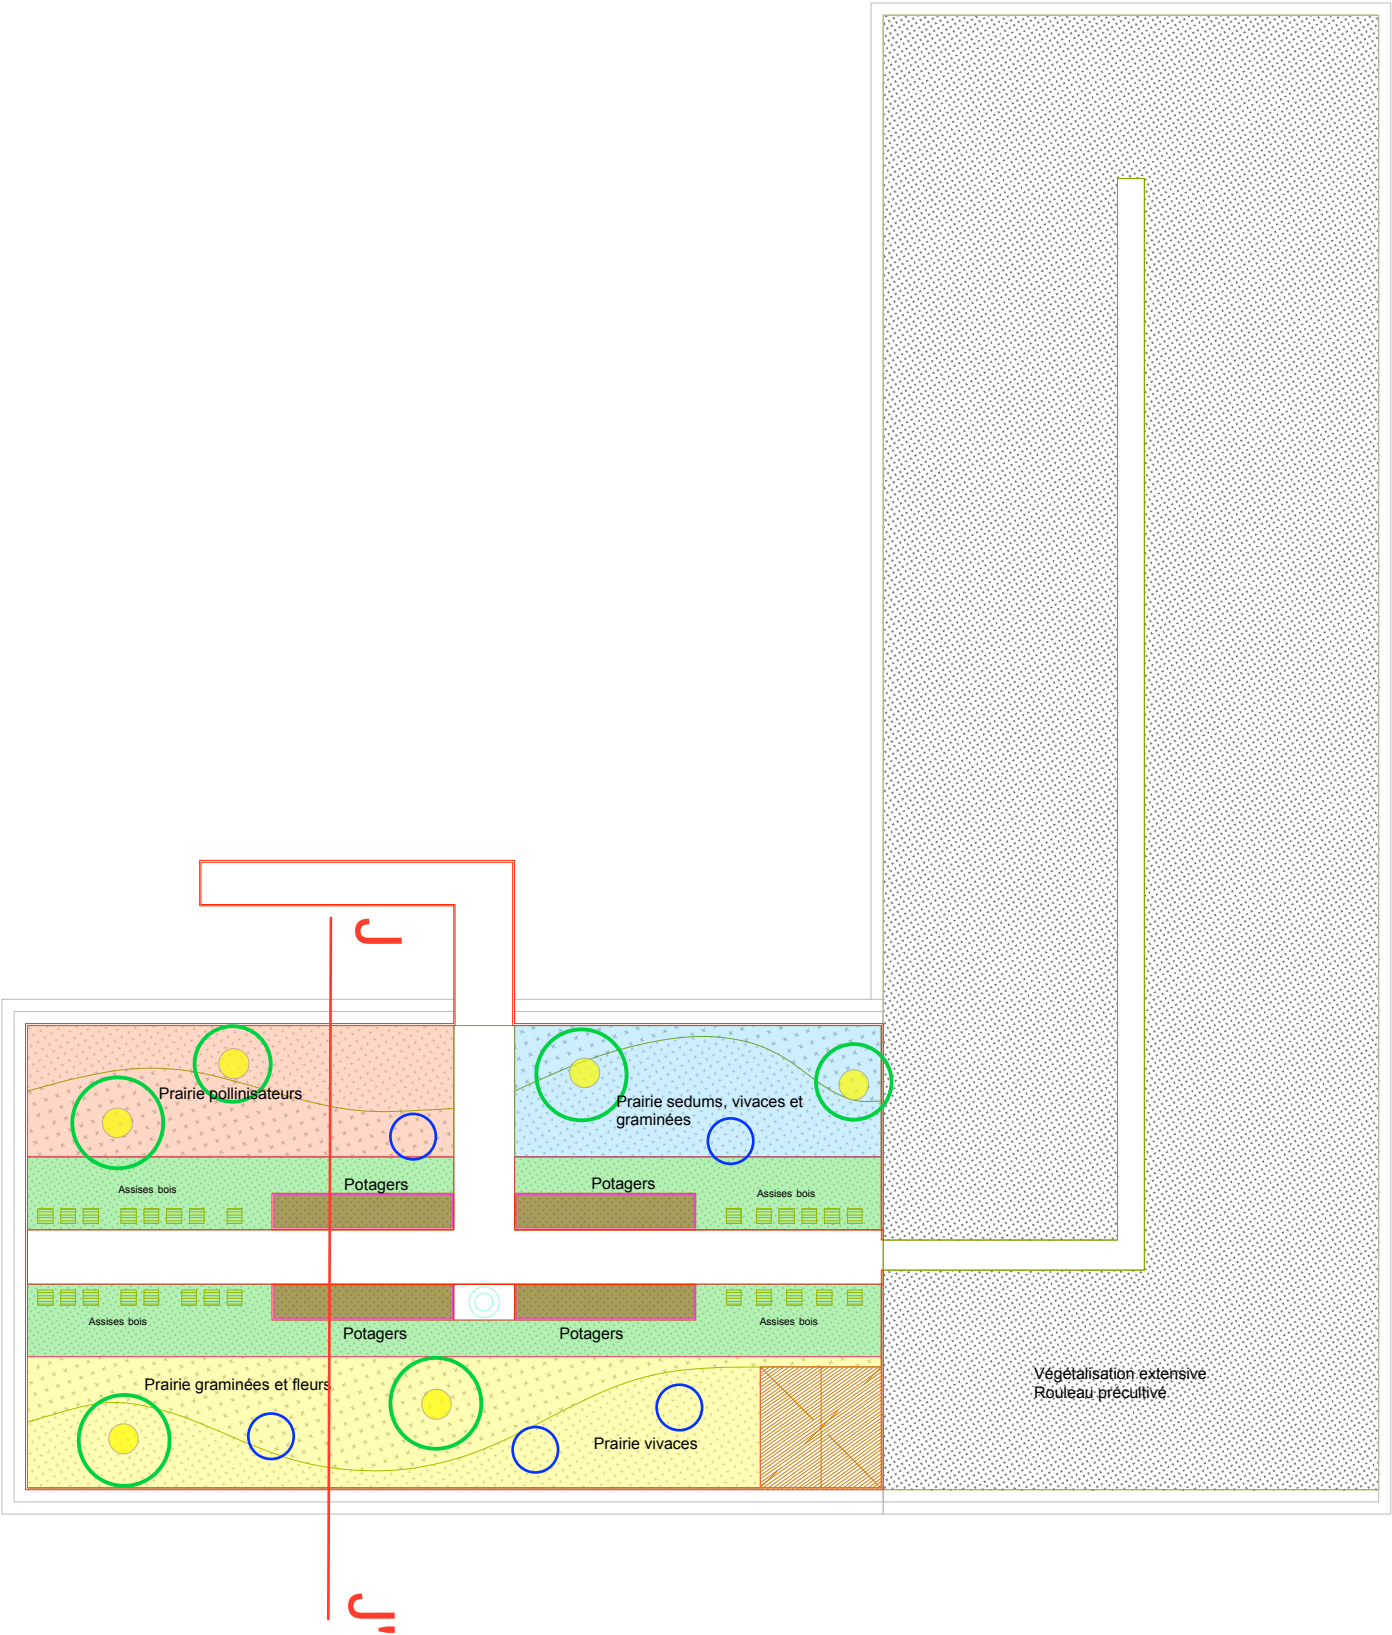 J
Prairie pollinisateurs
Prairie sedums, vivaces et
graminées
Assises bois
Potagers
Potagers
Assises bois
Assises bois
Potagers
Potagers
Assises bois
Prairie graminées et fleurs
Prairie vivaces
Végétalisation extensive
Rouleau précultivé
J'